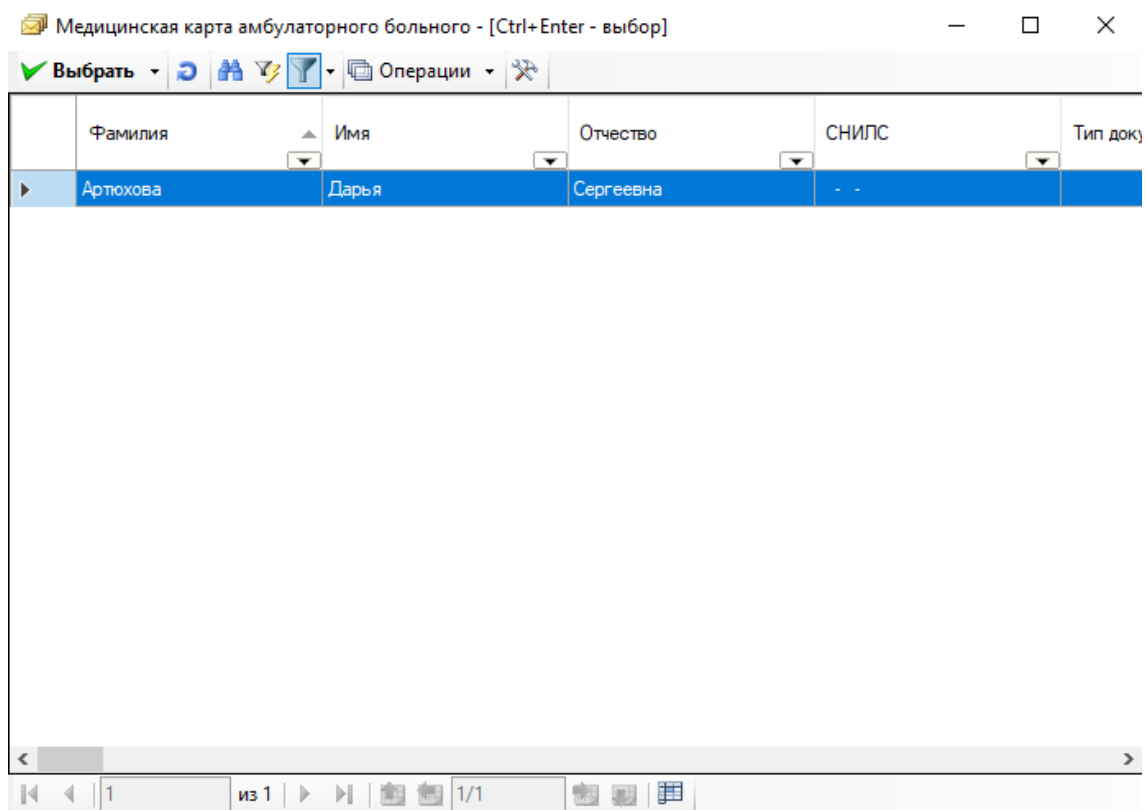 Медицинская карта амбулаторного больного - [Ctrl+Enter - выбор]
Выбрать Операции
Фамилия Имя Отчество СНИЛС Тип доку
Артюхова Дарья Сергеевна - -
1 из 1 1/1